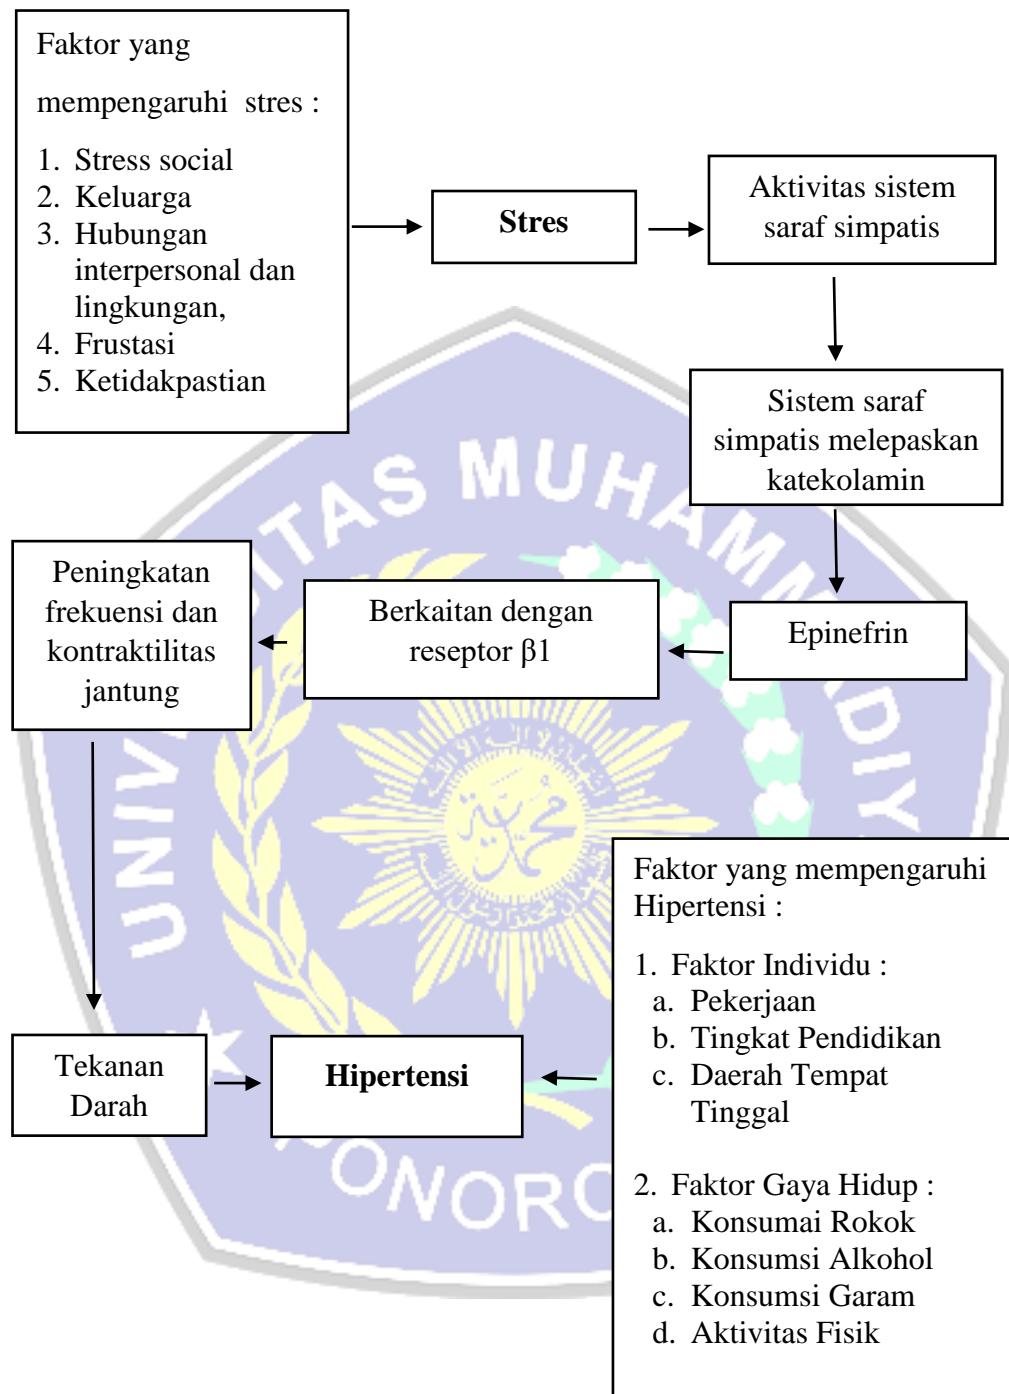 Faktor yang
mempengaruhi stres :
1. Stress social
2. Keluarga
3. Hubungan
interpersonal dan
lingkungan,
4. Frustasi
5. Ketidakpastian
Stres
Aktivitas sistem
saraf simpatis
Sistem saraf
simpatis melepaskan
katekolamin
Epinefrin
Berkaitan dengan
reseptor β1
Peningkatan
frekuensi dan
kontraktilitas
jantung
Tekanan
Darah
Hipertensi
Faktor yang mempengaruhi
Hipertensi :
1. Faktor Individu :
a. Pekerjaan
b. Tingkat Pendidikan
c. Daerah Tempat
Tinggal
2. Faktor Gaya Hidup :
a. Konsumai Rokok
b. Konsumsi Alkohol
c. Konsumsi Garam
d. Aktivitas Fisik